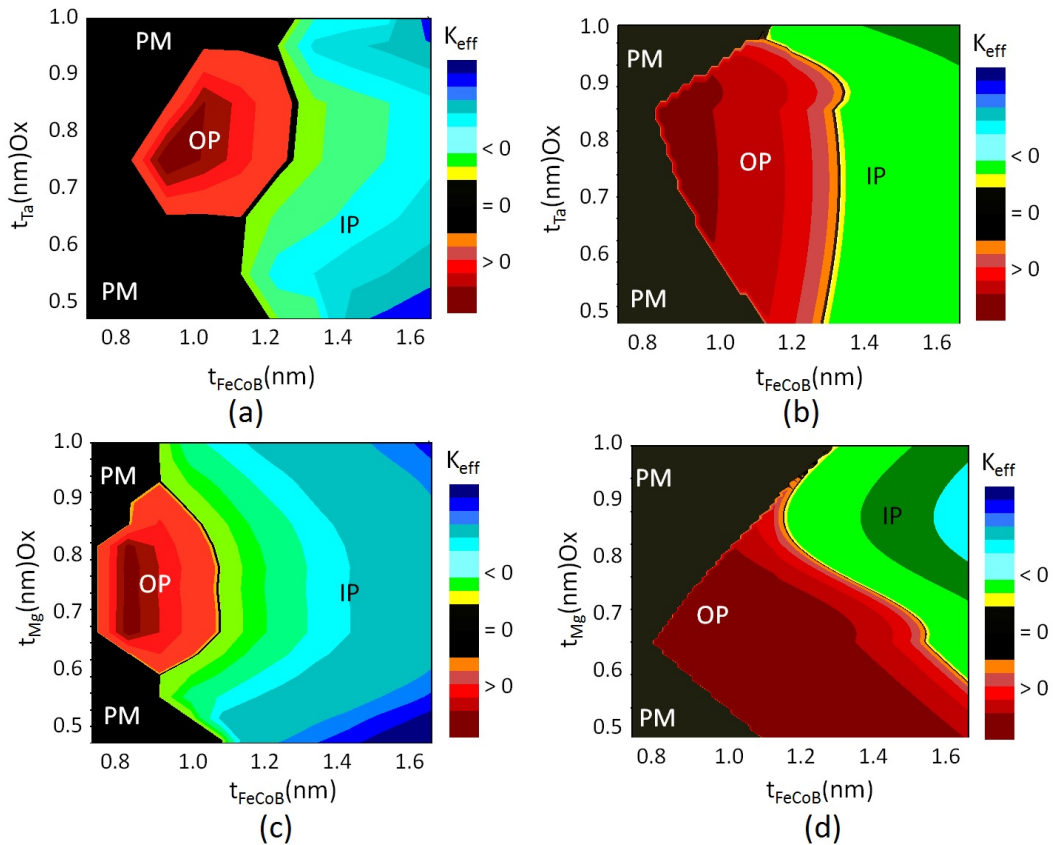 1.0
0.9
0.8
0.7
0.6
0.5
t_Ta(nm)Ox
PM
OP
IP
PM
0.8 1.0 1.2 1.4 1.6
t_FeCoB(nm)
K_eff
< 0
= 0
> 0
(a)
1.0
0.9
0.8
0.7
0.6
0.5
t_Ta(nm)Ox
PM
OP
IP
PM
0.8 1.0 1.2 1.4 1.6
t_FeCoB(nm)
K_eff
< 0
= 0
> 0
(b)
1.0
0.9
0.8
0.7
0.6
0.5
t_Mg(nm)Ox
PM
OP
IP
PM
0.8 1.0 1.2 1.4 1.6
t_FeCoB(nm)
K_eff
< 0
= 0
> 0
(c)
1.0
0.9
0.8
0.7
0.6
0.5
t_Mg(nm)Ox
PM
IP
OP
PM
0.8 1.0 1.2 1.4 1.6
t_FeCoB(nm)
K_eff
< 0
= 0
> 0
(d)